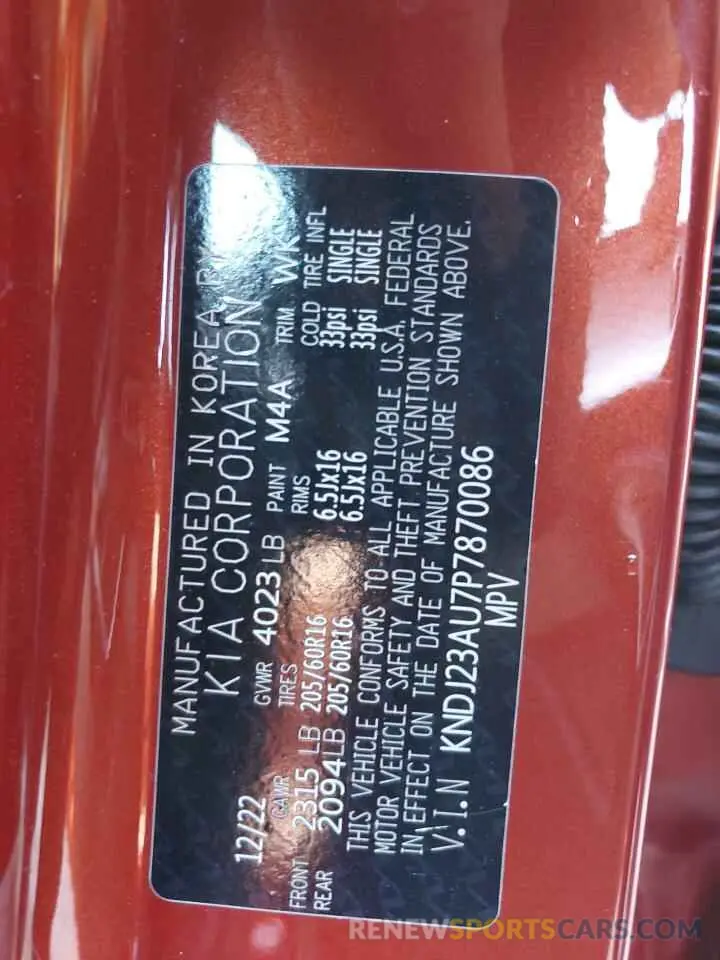 MANUFACTURED IN KOREA
KIA CORPORATION
12/22 GVWR 4023 LB PAINT M4A TRIM WK
GAWR TIRES RIMS COLD TIRE INFL
FRONT 2315 LB 205/60R16 6.5Jx16 33psi SINGLE
REAR 2094LB 205/60R16 6.5Jx16 33psi SINGLE
THIS VEHICLE CONFORMS TO ALL APPLICABLE U.S.A. FEDERAL
MOTOR VEHICLE SAFETY AND THEFT PREVENTION STANDARDS
IN EFFECT ON THE DATE OF MANUFACTURE SHOWN ABOVE.
V.I.N KNDJ23AU7P7870086
MPV
RENEWSPORTSCARS.COM